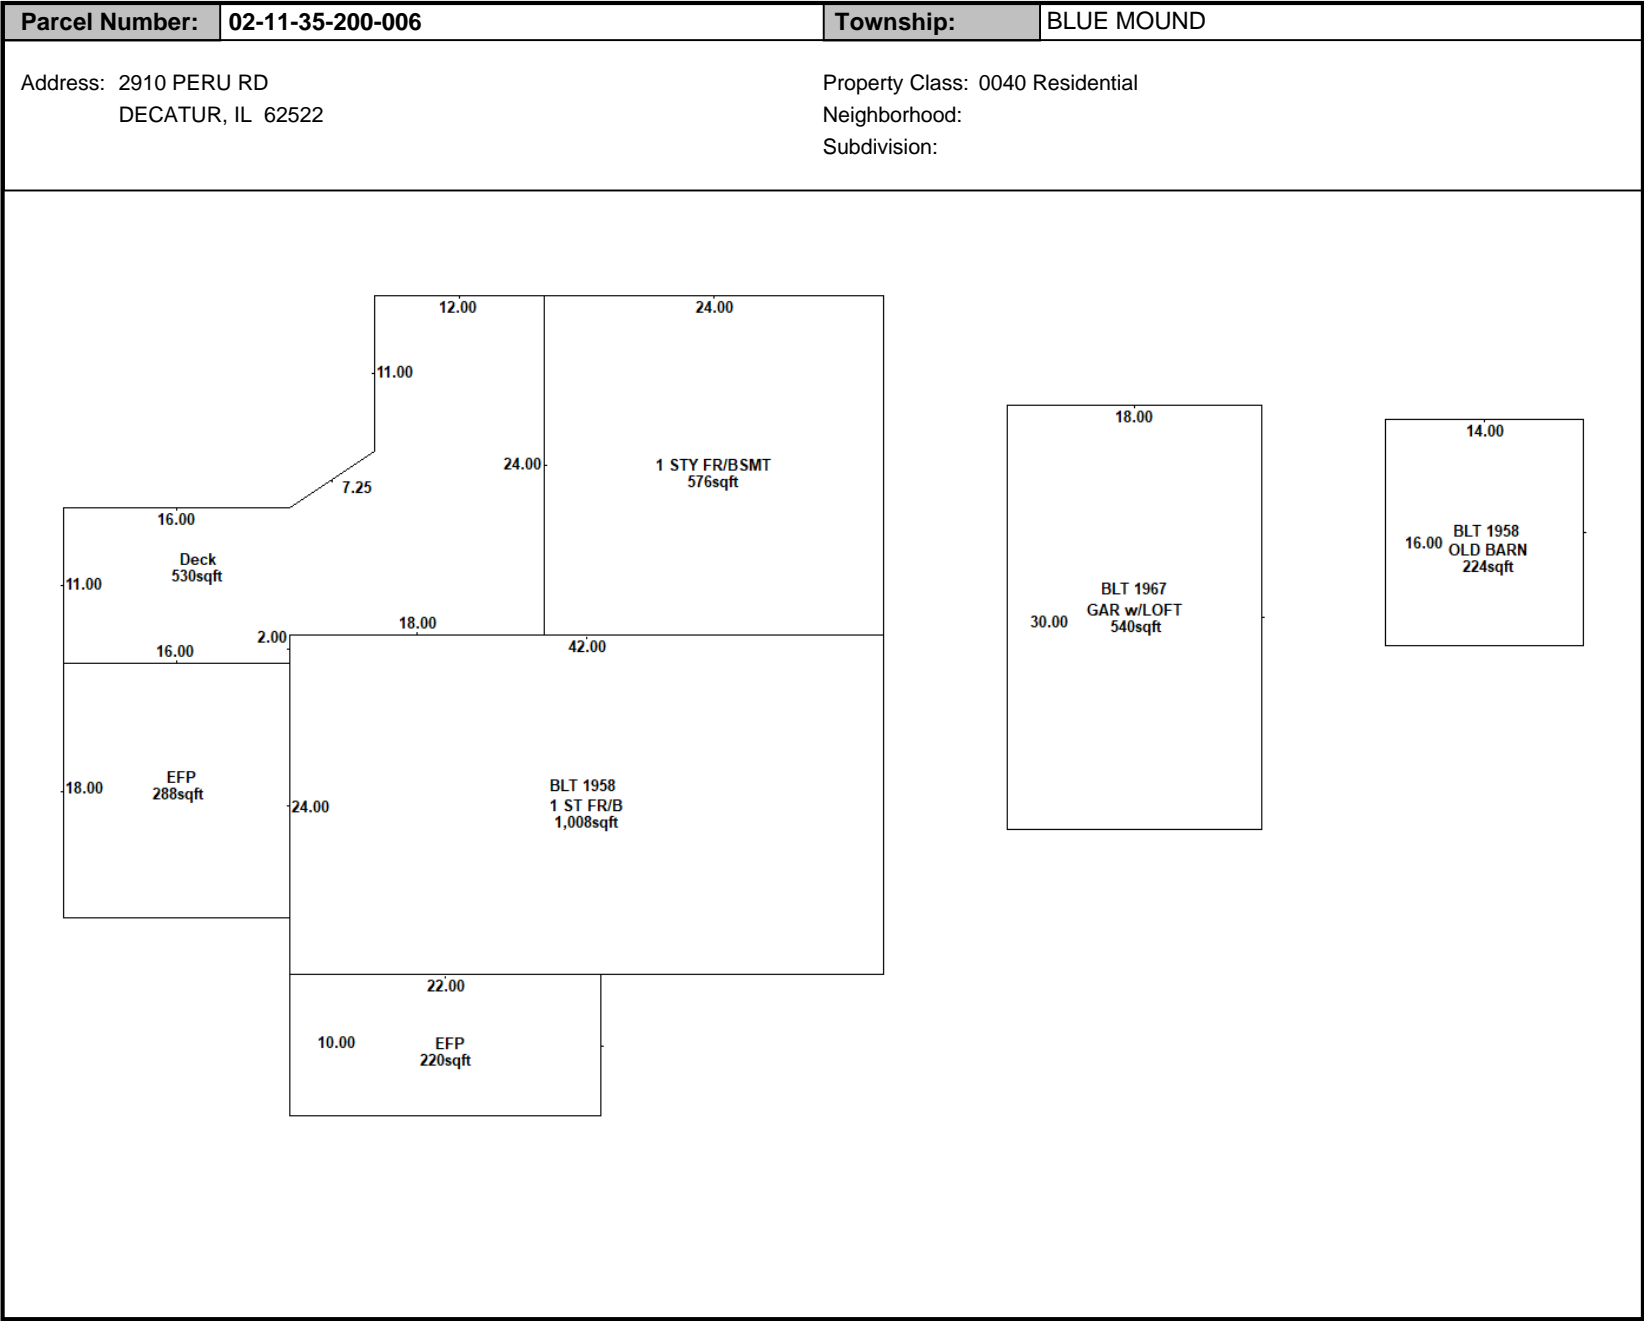 Parcel Number: 02-11-35-200-006 Township: BLUE MOUND
Address: 2910 PERU RD
DECATUR, IL 62522
Property Class: 0040 Residential
Neighborhood:
Subdivision:
12.00
24.00
11.00
24.00
1 STY FR/BSMT
576sqft
7.25
16.00
Deck
530sqft
11.00
18.00
2.00
16.00
42.00
EFP
288sqft
18.00
24.00
BLT 1958
1 ST FR/B
1,008sqft
22.00
10.00
EFP
220sqft
18.00
BLT 1967
GAR w/LOFT
540sqft
30.00
14.00
BLT 1958
16.00 OLD BARN
224sqft